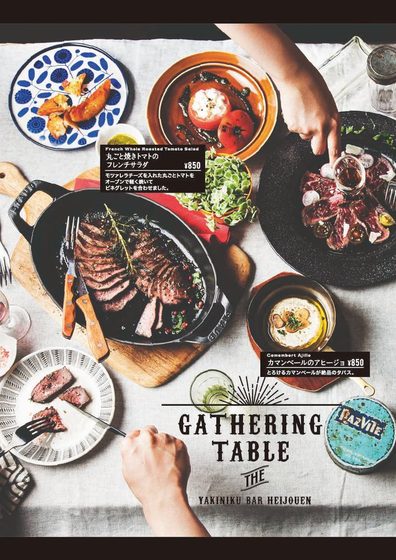 French Whole Roasted Tomato Salad
丸ごと焼きトマトの
フレンチサラダ ¥850
モッツァレラチーズを入れた丸ごとトマトを
オーブンで軽く焼いて
ビネグレットを合わせました。
Camembert Ajillo
カマンベールのアヒージョ ¥850
とろけるカマンベールが絶品のタパス。
GATHERING
TABLE
THE
YAKINIKU BAR HEIJOUEN
RAZVITE